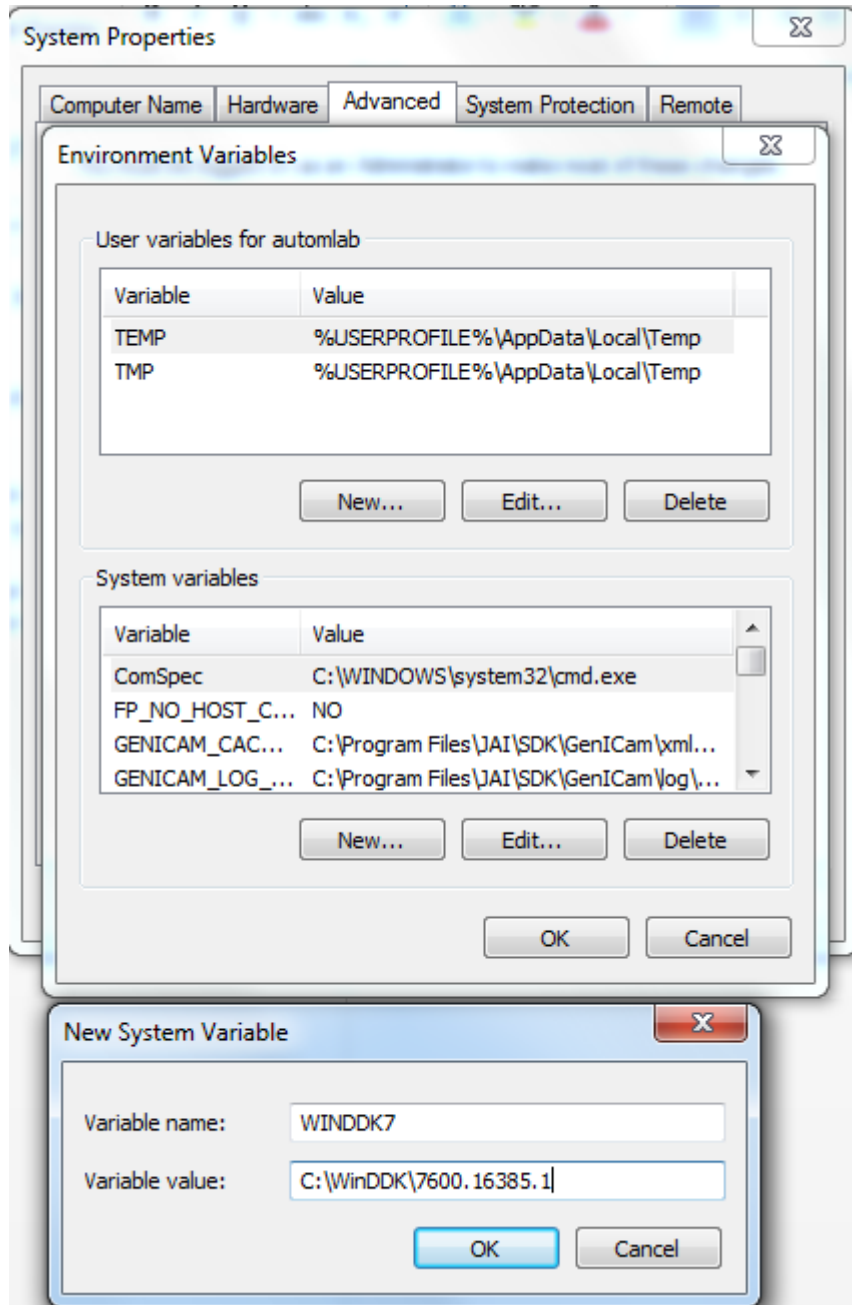 System Properties
Computer Name Hardware Advanced System Protection Remote
Environment Variables
User variables for automlab
Variable Value
TEMP %USERPROFILE%\AppData\Local\Temp
TMP %USERPROFILE%\AppData\Local\Temp
New... Edit... Delete
System variables
Variable Value
ComSpec C:\WINDOWS\system32\cmd.exe
FP_NO_HOST_C... NO
GENICAM_CAC... C:\Program Files\JAI\SDK\GenICam\xml...
GENICAM_LOG_... C:\Program Files\JAI\SDK\GenICam\log\...
New... Edit... Delete
OK Cancel
New System Variable
Variable name: WINDDK7
Variable value: C:\WinDDK\7600.16385.1
OK Cancel